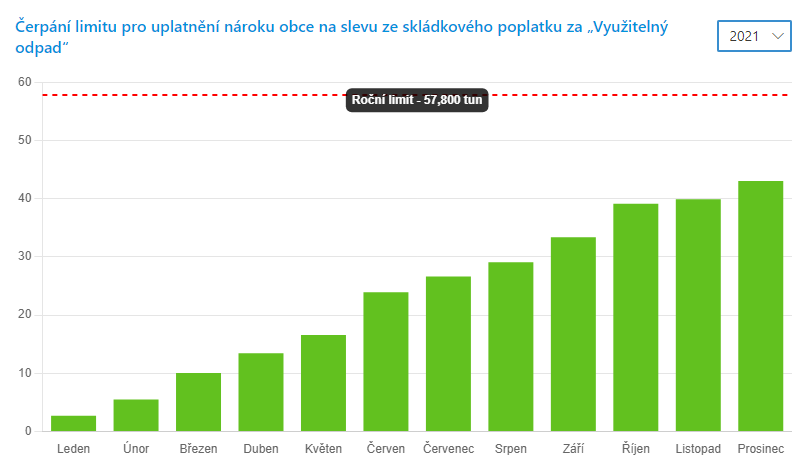 Čerpání limitu pro uplatnění nároku obce na slevu ze skládkového poplatku za „Využitelný
odpad“
2021
60
Roční limit - 57,800 tun
50
40
30
20
10
0
Leden Únor Březen Duben Květen Červen Červenec Srpen Září Říjen Listopad Prosinec